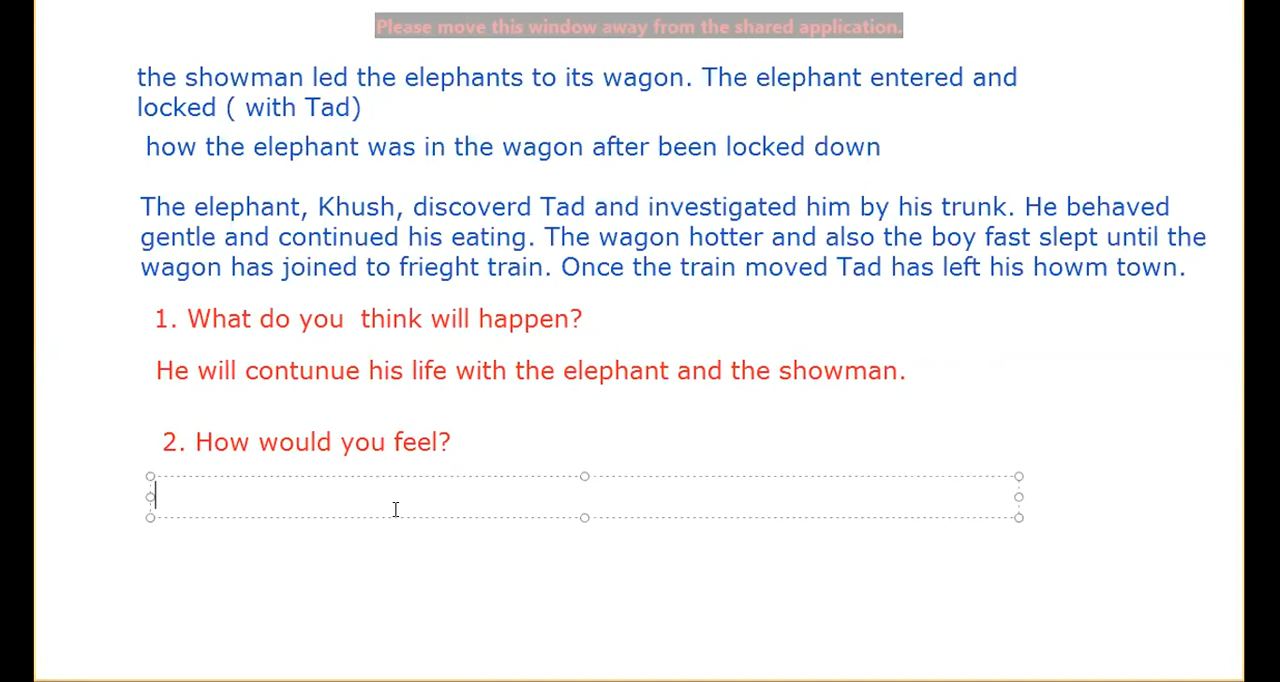 Please move this window away from the shared application.
the showman led the elephants to its wagon. The elephant entered and
locked ( with Tad)
how the elephant was in the wagon after been locked down
The elephant, Khush, discoverd Tad and investigated him by his trunk. He behaved
gentle and continued his eating. The wagon hotter and also the boy fast slept until the
wagon has joined to frieght train. Once the train moved Tad has left his howm town.
1. What do you  think will happen?
He will contunue his life with the elephant and the showman.
2. How would you feel?